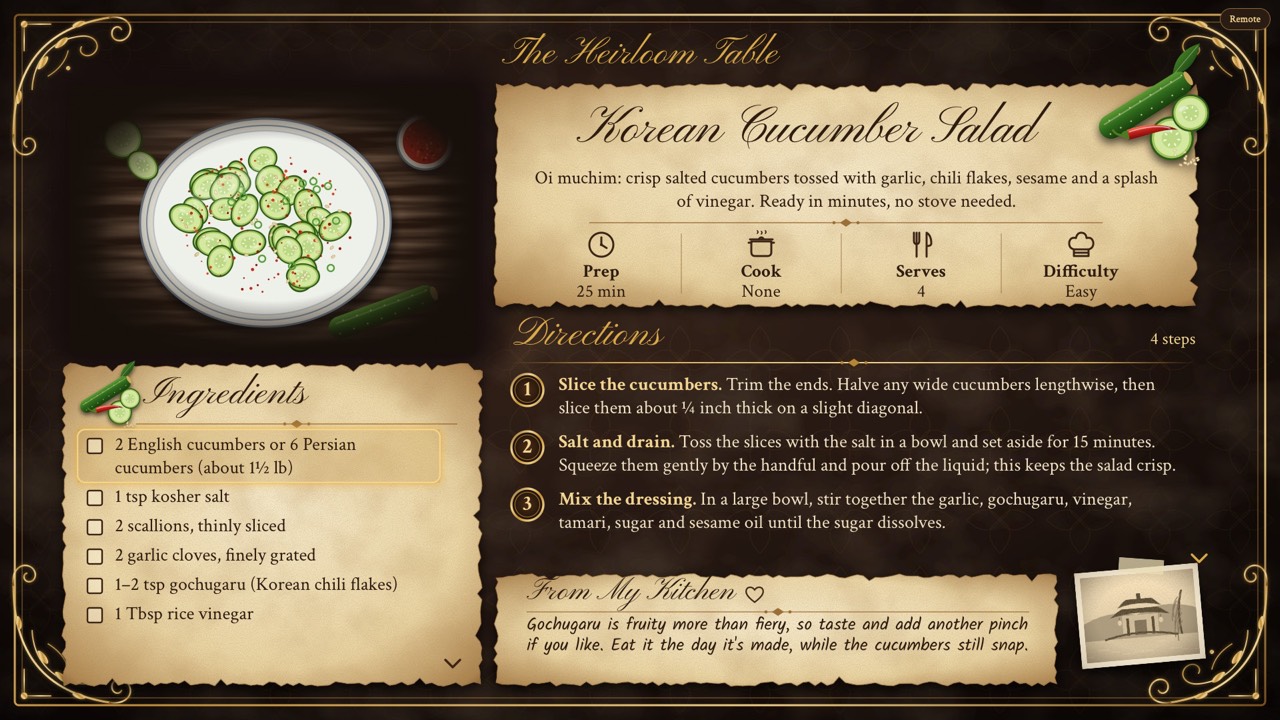 Remote
The Heirloom Table
Korean Cucumber Salad
Oi muchim: crisp salted cucumbers tossed with garlic, chili flakes, sesame and a splash
of vinegar. Ready in minutes, no stove needed.
Prep
25 min
Cook
None
Serves
4
Difficulty
Easy
Ingredients
2 English cucumbers or 6 Persian
cucumbers (about 1½ lb)
1 tsp kosher salt
2 scallions, thinly sliced
2 garlic cloves, finely grated
1–2 tsp gochugaru (Korean chili flakes)
1 Tbsp rice vinegar
Directions
4 steps
1 Slice the cucumbers. Trim the ends. Halve any wide cucumbers lengthwise, then
slice them about ¼ inch thick on a slight diagonal.
2 Salt and drain. Toss the slices with the salt in a bowl and set aside for 15 minutes.
Squeeze them gently by the handful and pour off the liquid; this keeps the salad crisp.
3 Mix the dressing. In a large bowl, stir together the garlic, gochugaru, vinegar,
tamari, sugar and sesame oil until the sugar dissolves.
From My Kitchen
Gochugaru is fruity more than fiery, so taste and add another pinch
if you like. Eat it the day it's made, while the cucumbers still snap.